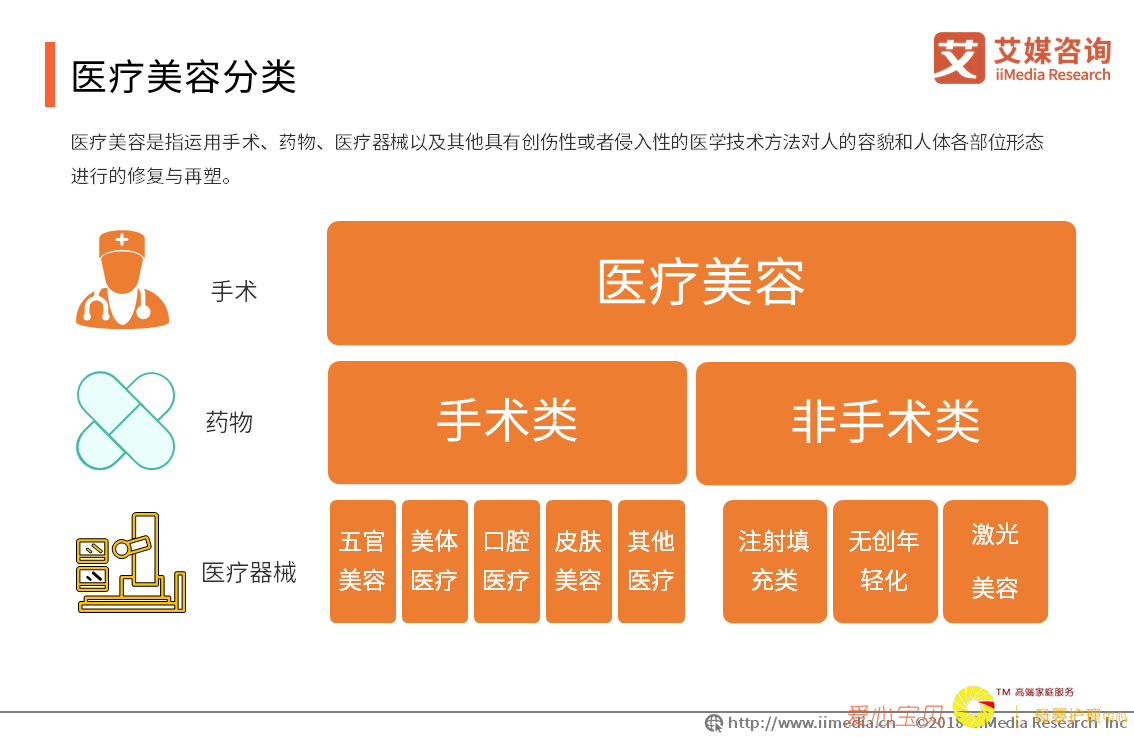 医疗美容分类
艾媒咨询
iiMedia Research
医疗美容是指运用手术、药物、医疗器械以及其他具有创伤性或者侵入性的医学技术方法对人的容貌和人体各部位形态
进行的修复与再塑。
手术
医疗美容
药物
手术类
非手术类
医疗器械
五官
美容
美体
医疗
口腔
医疗
皮肤
美容
其他
医疗
注射填
充类
无创年
轻化
激光
美容
TM 高端家庭服务
爱心宝贝
母婴护理中心
http://www.iimedia.cn ©2018 iiMedia Research Inc